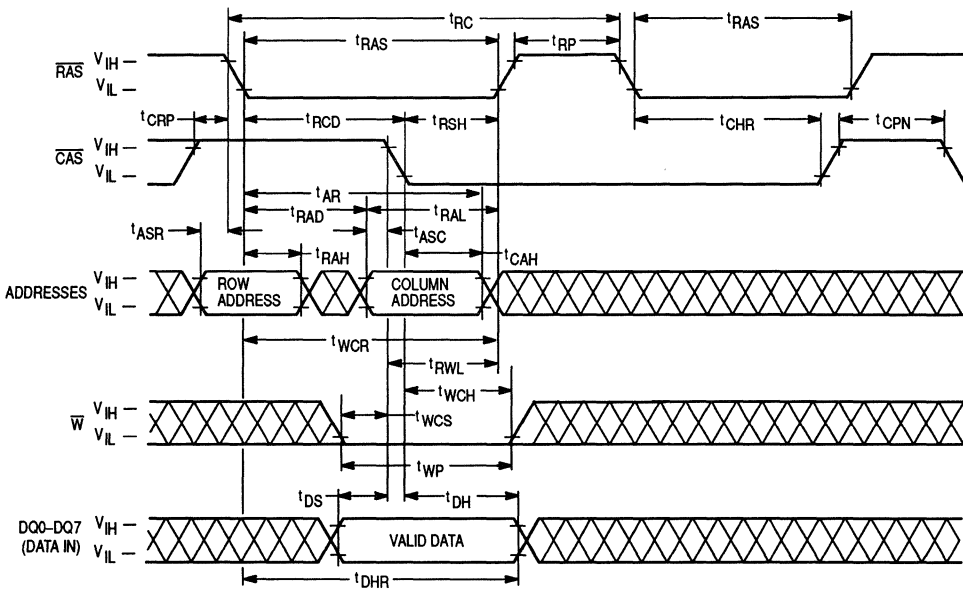 tRC
tRAS tRP tRAS
RAS VIH
VIL
tCRP tRCD tRSH tCHR tCPN
CAS VIH
VIL
tAR
tRAD tRAL
tASR tASC
tRAH tCAH
ADDRESSES VIH
VIL
ROW
ADDRESS
COLUMN
ADDRESS
tWCR
tRWL
tWCH
W VIH
VIL
tWCS
tWP
tDS tDH
DQ0–DQ7
(DATA IN)
VIH
VIL
VALID DATA
tDHR